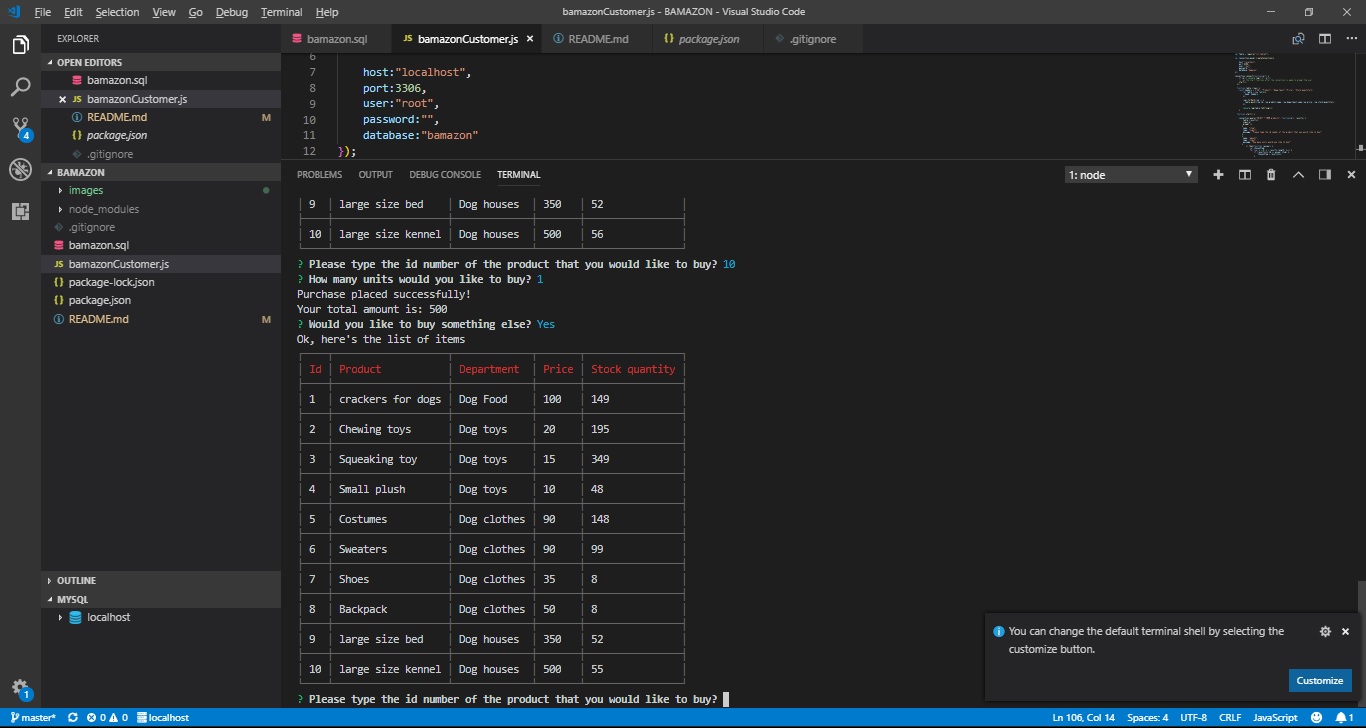 File Edit Selection View Go Debug Terminal Help
bamazonCustomer.js - BAMAZON - Visual Studio Code
EXPLORER
OPEN EDITORS
bamazon.sql
JS bamazonCustomer.js
README.md M
{} package.json
.gitignore
BAMAZON
images
node_modules
.gitignore
bamazon.sql
JS bamazonCustomer.js
{} package-lock.json
{} package.json
README.md M
OUTLINE
MYSQL
localhost
4
1
bamazon.sql JS bamazonCustomer.js README.md {} package.json .gitignore
6
7 host:"localhost",
8 port:3306,
9 user:"root",
10 password:"",
11 database:"bamazon"
12 });
PROBLEMS OUTPUT DEBUG CONSOLE TERMINAL
1: node
9 large size bed Dog houses 350 52
10 large size kennel Dog houses 500 56
? Please type the id number of the product that you would like to buy? 10
? How many units would you like to buy? 1
Purchase placed successfully!
Your total amount is: 500
? Would you like to buy something else? Yes
Ok, here's the list of items
Id Product Department Price Stock quantity
1 crackers for dogs Dog Food 100 149
2 Chewing toys Dog toys 20 195
3 Squeaking toy Dog toys 15 349
4 Small plush Dog toys 10 48
5 Costumes Dog clothes 90 148
6 Sweaters Dog clothes 90 99
7 Shoes Dog clothes 35 8
8 Backpack Dog clothes 50 8
9 large size bed Dog houses 350 52
10 large size kennel Dog houses 500 55
? Please type the id number of the product that you would like to buy?
You can change the default terminal shell by selecting the
customize button.
Customize
master* 0 0 localhost
Ln 106, Col 14 Spaces: 4 UTF-8 CRLF JavaScript 1